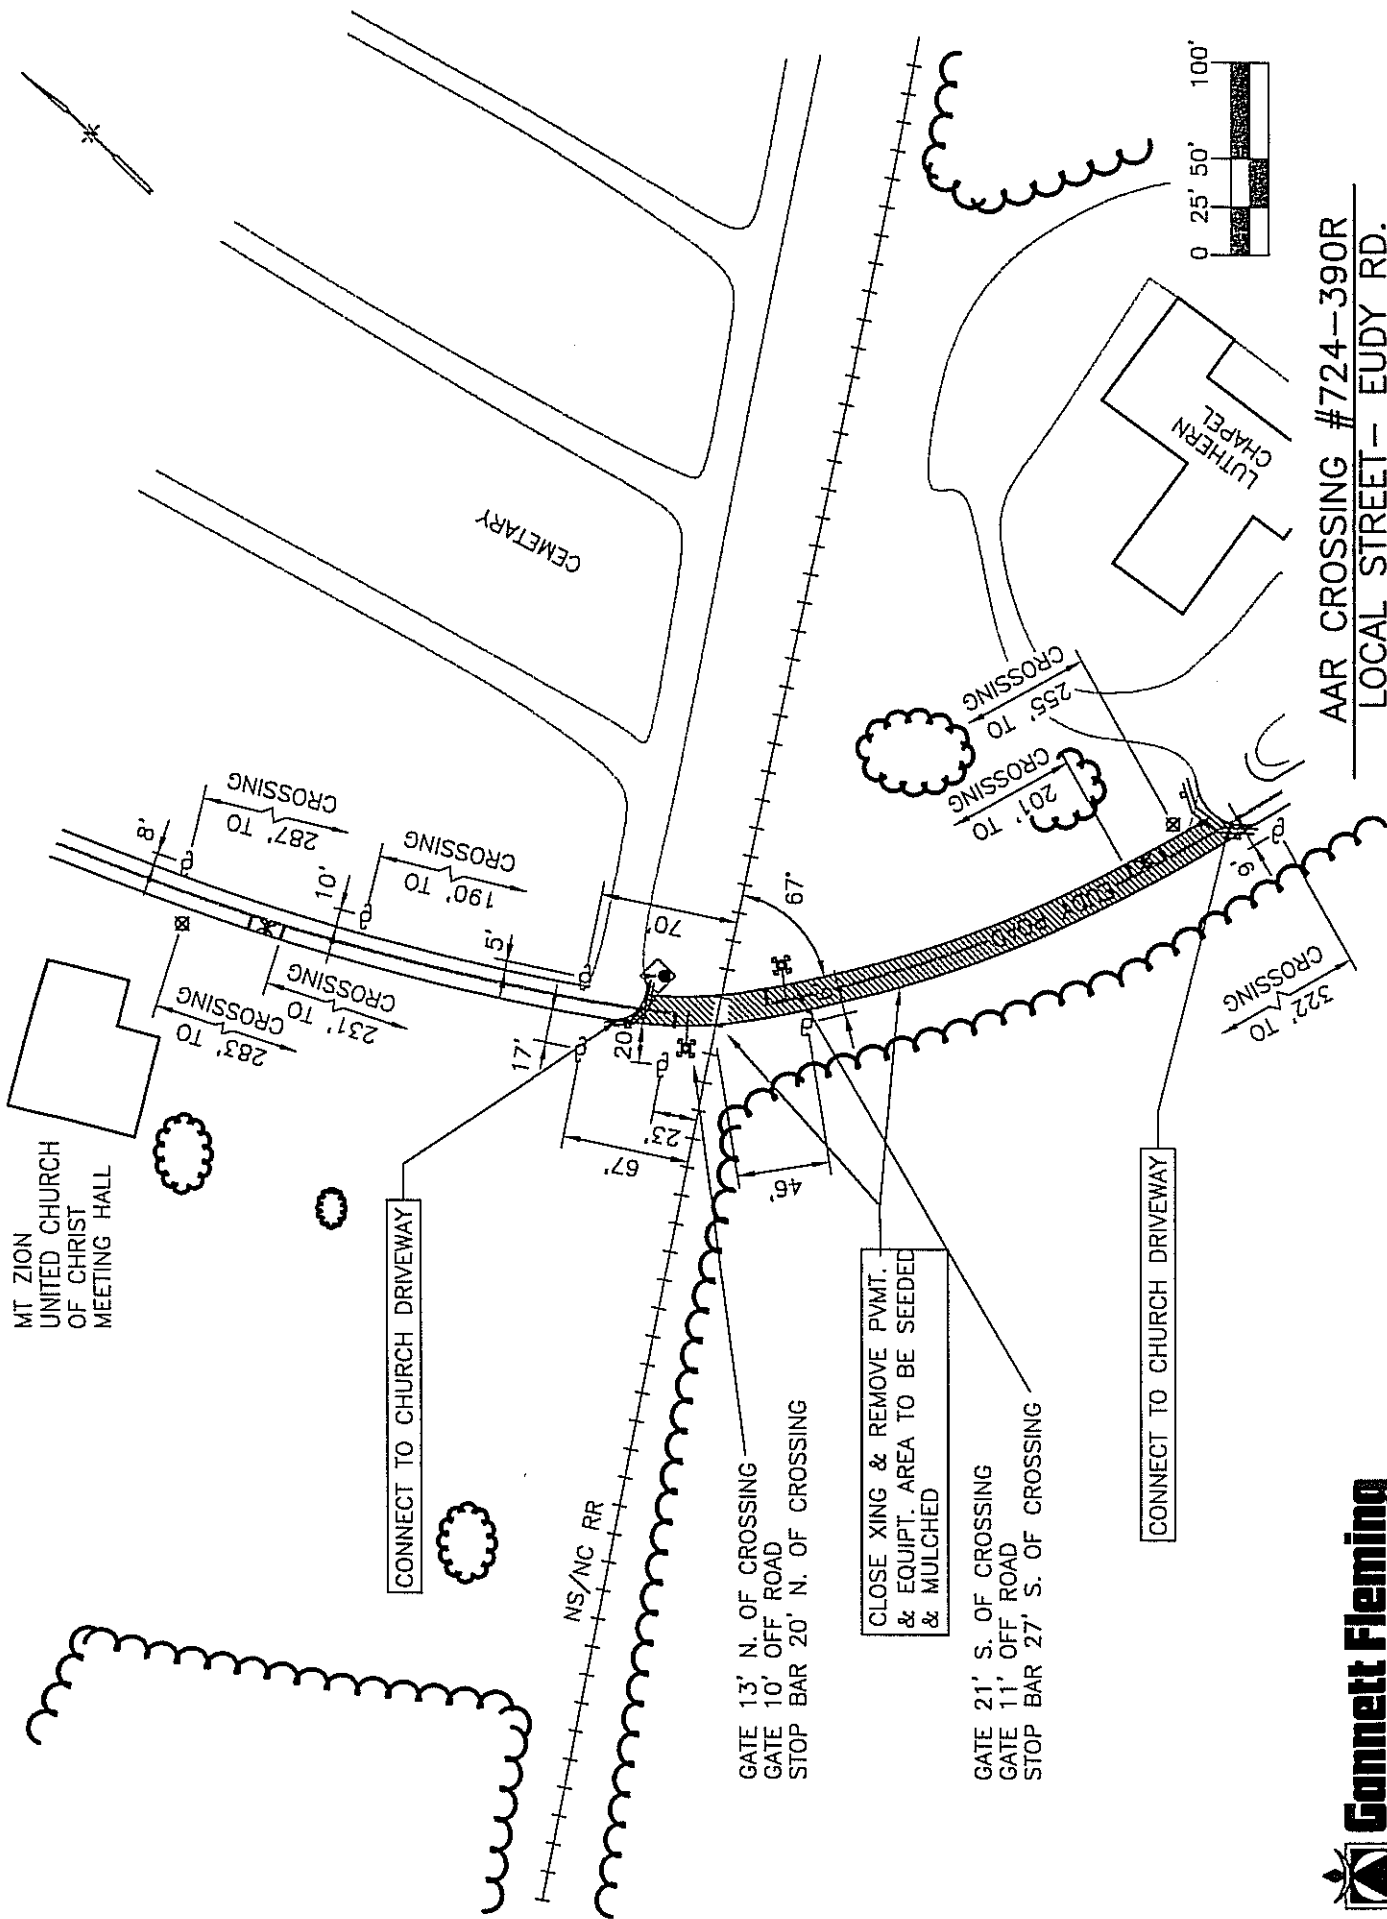 MT ZION
UNITED CHURCH
OF CHRIST
MEETING HALL
CONNECT TO CHURCH DRIVEWAY
NS/NC RR
GATE 13' N. OF CROSSING
GATE 10' OFF ROAD
STOP BAR 20' N. OF CROSSING
CLOSE XING & REMOVE PVMT.
& EQUIPT. AREA TO BE SEEDED
& MULCHED
GATE 21' S. OF CROSSING
GATE 11' OFF ROAD
STOP BAR 27' S. OF CROSSING
CONNECT TO CHURCH DRIVEWAY
283' TO
CROSSING
231' TO
CROSSING
8'
287' TO
CROSSING
10'
190' TO
CROSSING
5'
17'
20'
67'
23'
46'
70'
67°
CEMETARY
EUDY
ROAD
201' TO
CROSSING
255' TO
CROSSING
9'
322' TO
CROSSING
LUTHERN
CHAPEL
0 25' 50' 100'
AAR CROSSING #724-390R
LOCAL STREET- EUDY RD.
Gannett Fleming